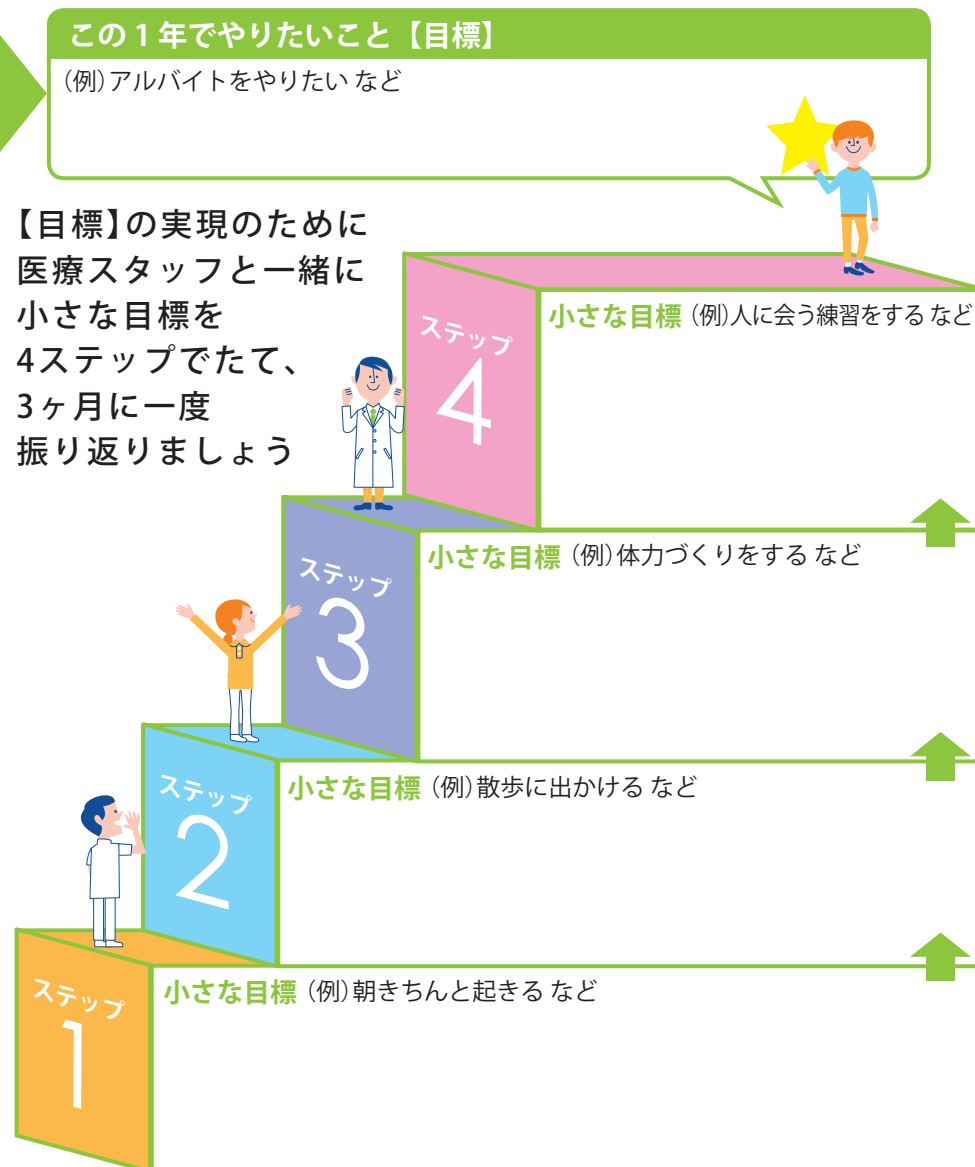 この1年でやりたいこと【目標】
(例)アルバイトをやりたい など
【目標】の実現のために
医療スタッフと一緒に
小さな目標を
4ステップでたて、
3ヶ月に一度
振り返りましょう
ステップ
4
小さな目標 (例)人に会う練習をする など
ステップ
3
小さな目標 (例)体力づくりをする など
ステップ
2
小さな目標 (例)散歩に出かける など
ステップ
1
小さな目標 (例)朝きちんと起きる など